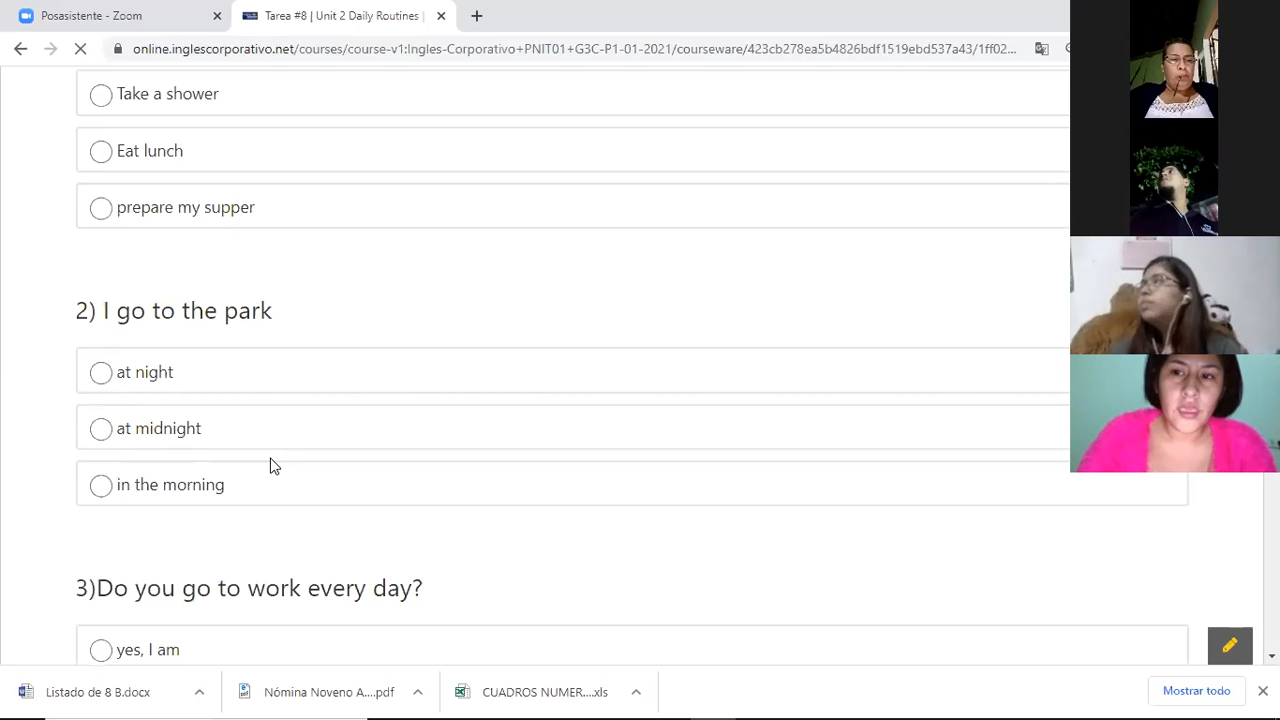 Posasistente - Zoom
Tarea #8 | Unit 2 Daily Routines |
online.inglescorporativo.net/courses/course-v1:Ingles-Corporativo+PNIT01+G3C-P1-01-2021/courseware/423cb278ea5b4826bdf1519ebd537a43/1ff02...
Take a shower
Eat lunch
prepare my supper
2) I go to the park
at night
at midnight
in the morning
3)Do you go to work every day?
yes, I am
Listado de 8 B.docx
Nómina Noveno A....pdf
CUADROS NUMER....xls
Mostrar todo